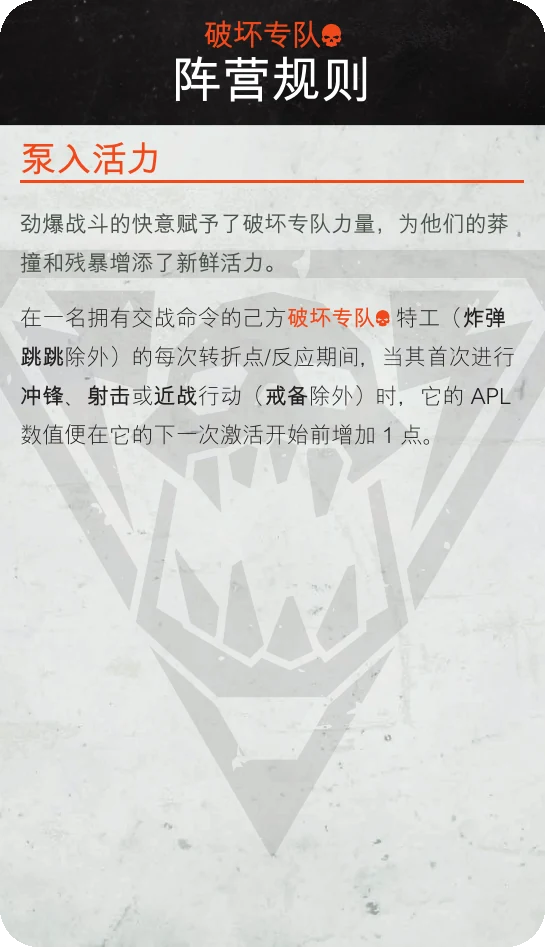 破坏专队
阵营规则
泵入活力
劲爆战斗的快意赋予了破坏专队力量，为他们的莽
撞和残暴增添了新鲜活力。
在一名拥有交战命令的己方破坏专队 特工（炸弹
跳跳除外）的每次转折点/反应期间，当其首次进行
冲锋、射击或近战行动（戒备除外）时，它的 APL
数值便在它的下一次激活开始前增加 1 点。